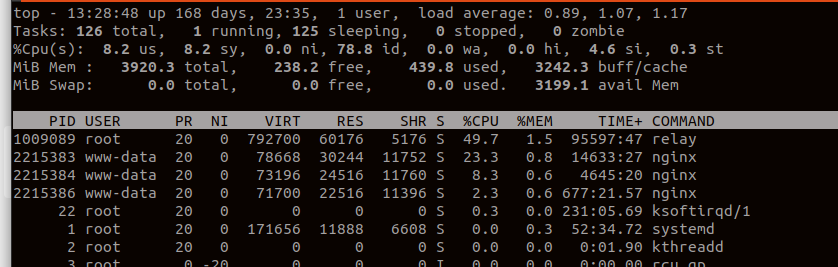 top - 13:28:48 up 168 days, 23:35,  1 user,  load average: 0.89, 1.07, 1.17
Tasks: 126 total,   1 running, 125 sleeping,   0 stopped,   0 zombie
%Cpu(s):  8.2 us,  8.2 sy,  0.0 ni, 78.8 id,  0.0 wa,  0.0 hi,  4.6 si,  0.3 st
MiB Mem :   3920.3 total,    238.2 free,    439.8 used,   3242.3 buff/cache
MiB Swap:      0.0 total,      0.0 free,      0.0 used.   3199.1 avail Mem
    PID USER      PR  NI    VIRT    RES    SHR S  %CPU  %MEM     TIME+ COMMAND
1009089 root      20   0  792700  60176   5176 S  49.7   1.5  95597:47 relay
2215383 www-data  20   0   78668  30244  11752 S  23.3   0.8  14633:27 nginx
2215384 www-data  20   0   73196  24516  11760 S   8.3   0.6   4645:20 nginx
2215386 www-data  20   0   71700  22516  11396 S   2.3   0.6 677:21.57 nginx
     22 root      20   0       0      0      0 S   0.3   0.0 231:05.69 ksoftirqd/1
      1 root      20   0  171656  11888   6608 S   0.0   0.3  52:34.72 systemd
      2 root      20   0       0      0      0 S   0.0   0.0   0:01.90 kthreadd
      3 root       0 -20       0      0      0 I   0.0   0.0   0:00.00 rcu_gp